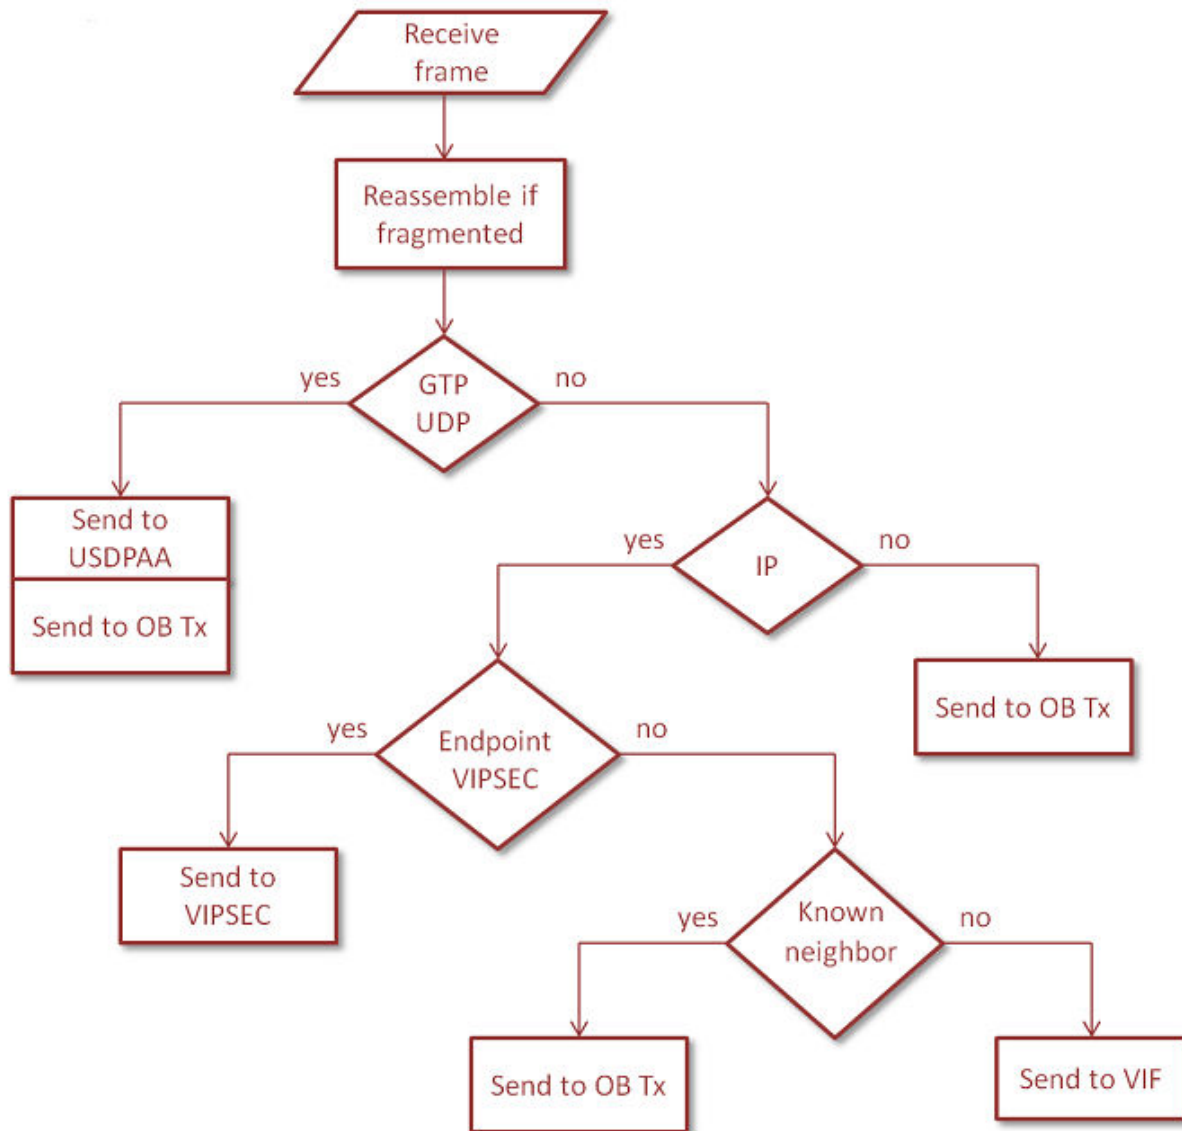 Receive
frame
Reassemble if
fragmented
yes
GTP
UDP
no
Send to
USDPAA
Send to OB Tx
yes
IP
no
Send to OB Tx
yes
Endpoint
VIPSEC
no
Send to
VIPSEC
yes
Known
neighbor
no
Send to OB Tx
Send to VIF